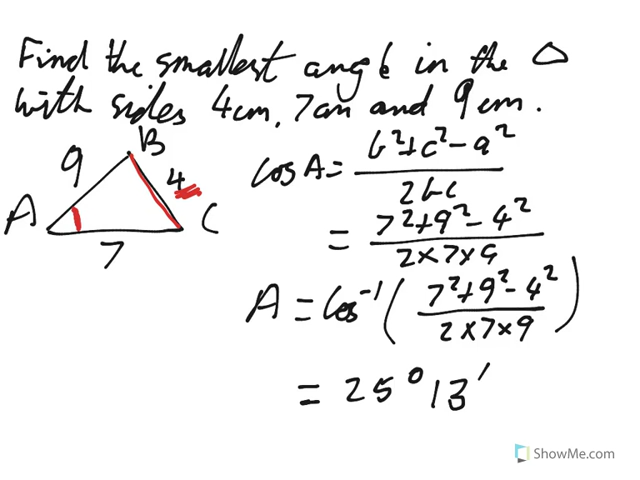 Find the smallest angle in the △
with sides 4cm, 7cm and 9cm.
B
9
4
A
C
7
cos A = b²+c²-a² / 2bc
= 7²+9²-4² / 2×7×9
A = cos⁻¹ ( 7²+9²-4² / 2×7×9 )
= 25°13'
ShowMe.com